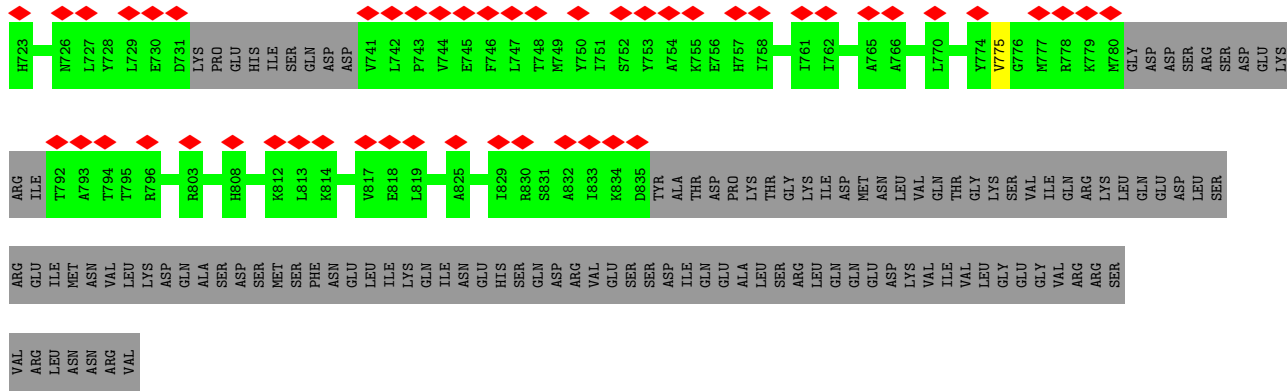 H723 N726 L727 Y728 L729 E730 D731 LYS PRO GLU HIS ILE SER GLN ASP ASP V741 L742 P743 V744 E745 F746 L747 T748 M749 Y750 I751 S752 Y753 A754 K755 E756 H757 I758 I761 I762 A765 A766 L770 Y774 V775 G776 M777 R778 K779 M780 GLY ASP ASP SER ARG SER ASP GLU LYS
ARG ILE T792 A793 T794 T795 R796 R803 H808 K812 L813 K814 V817 E818 L819 A825 I829 R830 S831 A832 I833 K834 D835 TYR ALA THR ASP PRO LYS THR GLY LYS ILE ASP MET ASN LEU VAL GLN THR GLY LYS SER VAL ILE GLN ARG LYS LEU GLN GLU ASP LEU SER
ARG GLU ILE MET ASN VAL LEU LYS ASP GLN ALA SER ASP SER MET SER PHE ASN GLU LEU ILE LYS GLN ILE ASN GLU HIS SER GLN ASP ARG VAL GLU SER SER ASP ILE GLN GLU ALA LEU SER ARG LEU GLN GLN GLU ASP LYS VAL ILE VAL LEU GLY GLU GLY VAL ARG ARG SER
VAL ARG LEU ASN ASN ARG VAL